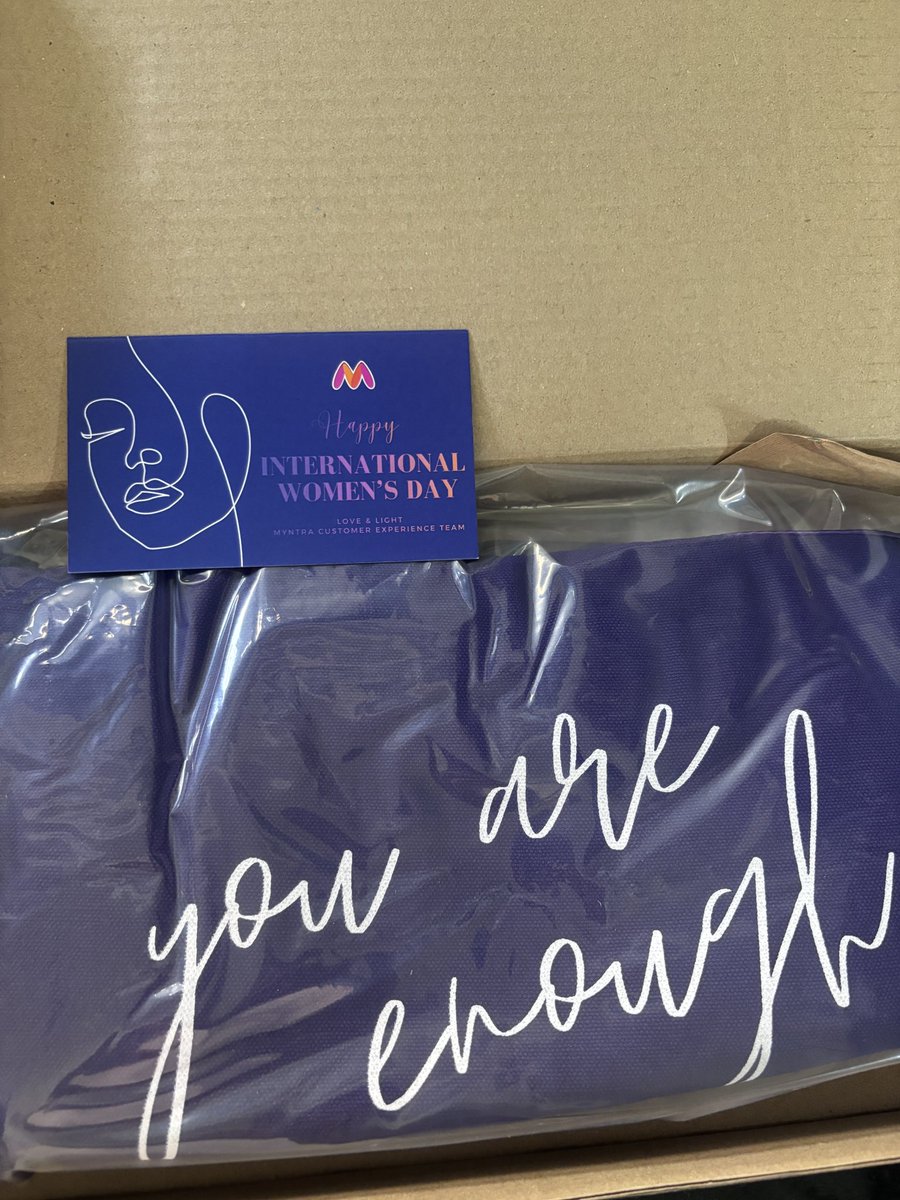 Happy
INTERNATIONAL
WOMEN'S DAY
LOVE & LIGHT
MYNTRA CUSTOMER EXPERIENCE TEAM
you are
enough